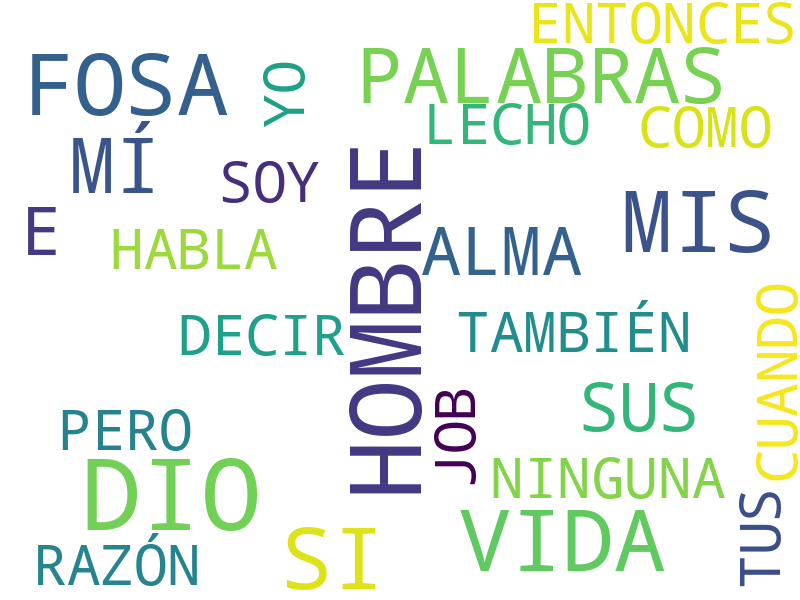 ENTONCES
FOSA
YO
PALABRAS
LECHO
COMO
MÍ
SOY
HOMBRE
MIS
E
HABLA
ALMA
DECIR
TAMBIÉN
CUANDO
PERO
JOB
SUS
DIO
NINGUNA
VIDA
TUS
RAZÓN
SI